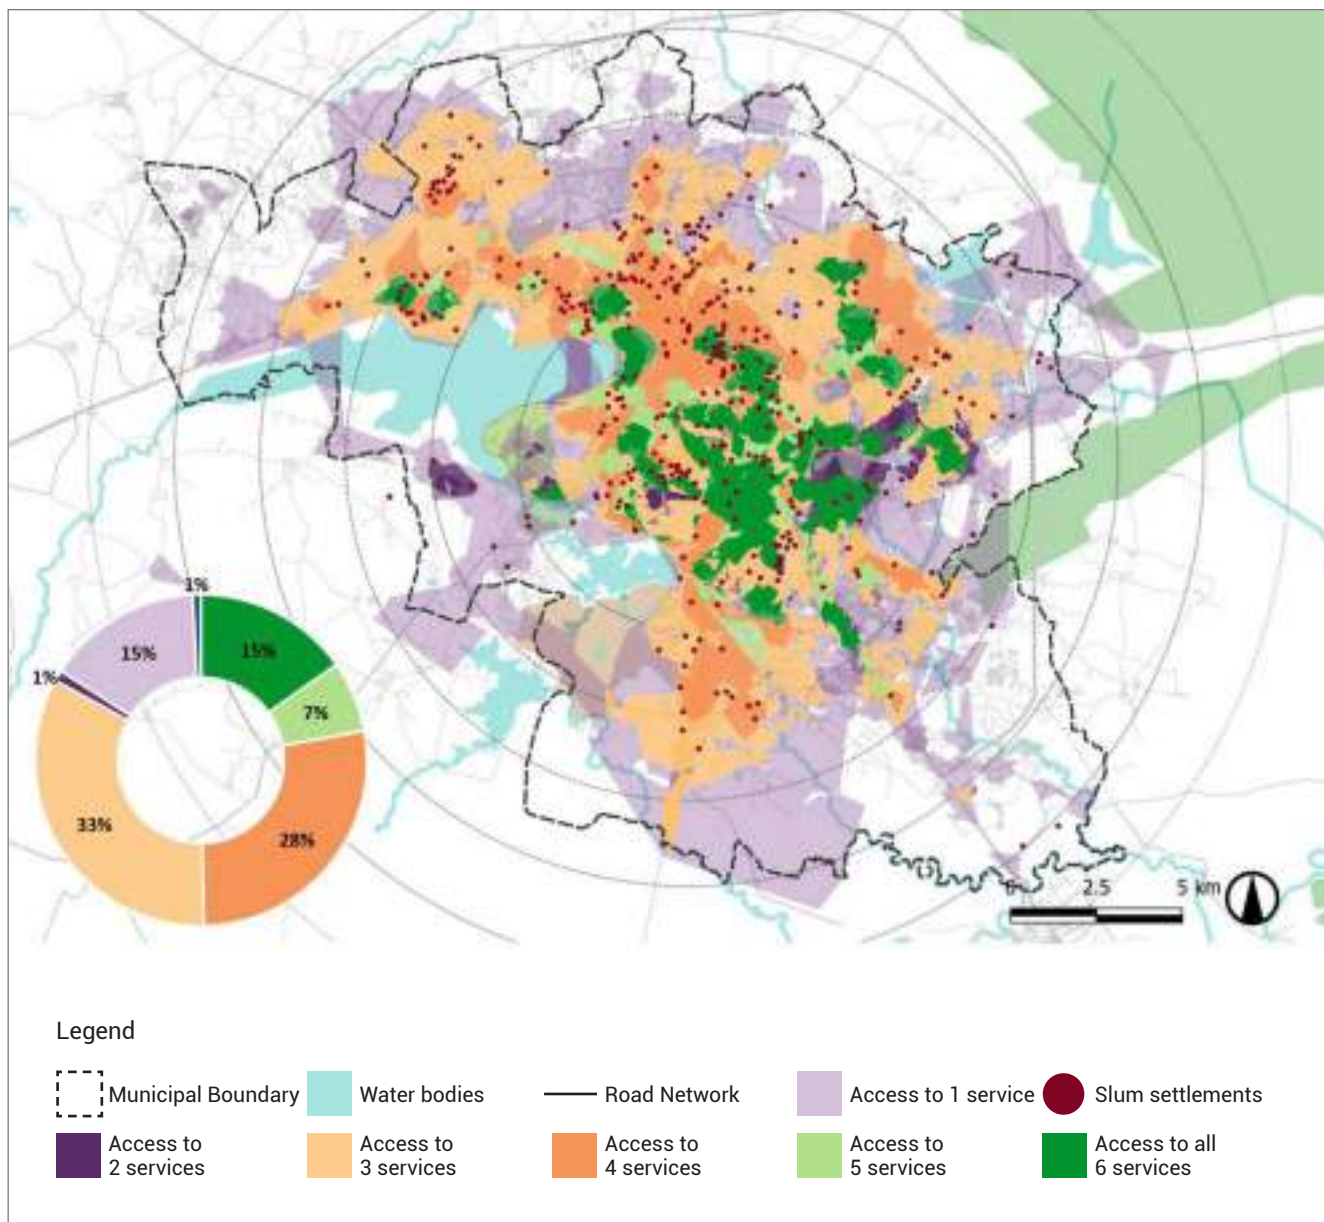 1%
15%
15%
1%
7%
33%
28%
0 2.5 5 km
Legend
Municipal Boundary
Water bodies
Road Network
Access to 1 service
Slum settlements
Access to
2 services
Access to
3 services
Access to
4 services
Access to
5 services
Access to all
6 services